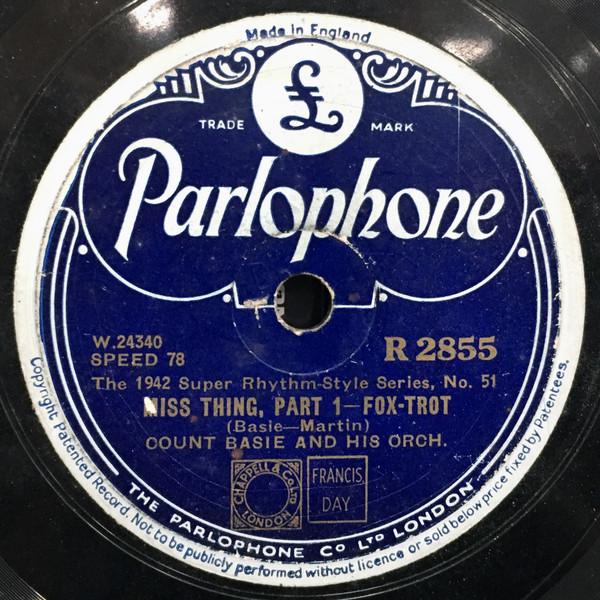 Made in England
£
TRADE MARK
Parlophone
W.24340
SPEED 78
R 2855
The 1942 Super Rhythm-Style Series, No. 51
MISS THING, PART 1—FOX-TROT
(Basie—Martin)
COUNT BASIE AND HIS ORCH.
CHAPPELL & CO LTD
LONDON
FRANCIS,
DAY
THE PARLOPHONE CO LTD LONDON
Copyright Patented Record. Not to be publicly performed without licence or sold below price fixed by Patentees.